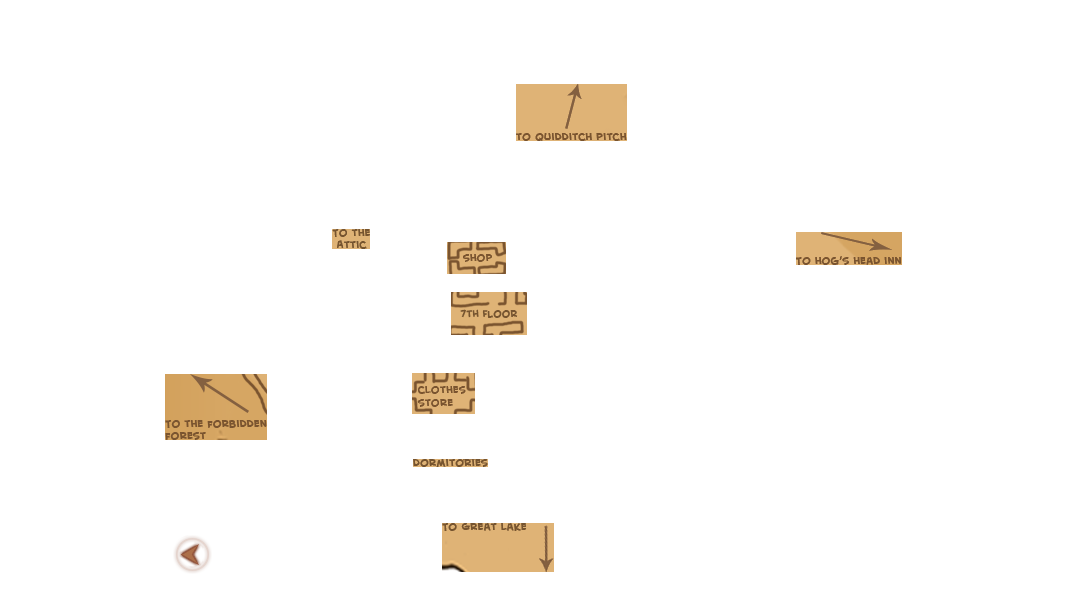 TO QUIDDITCH PITCH
TO THE
ATTIC
SHOP
TO HOG'S HEAD INN
7TH FLOOR
CLOTHES
STORE
TO THE FORBIDDEN
FOREST
DORMITORIES
TO GREAT LAKE